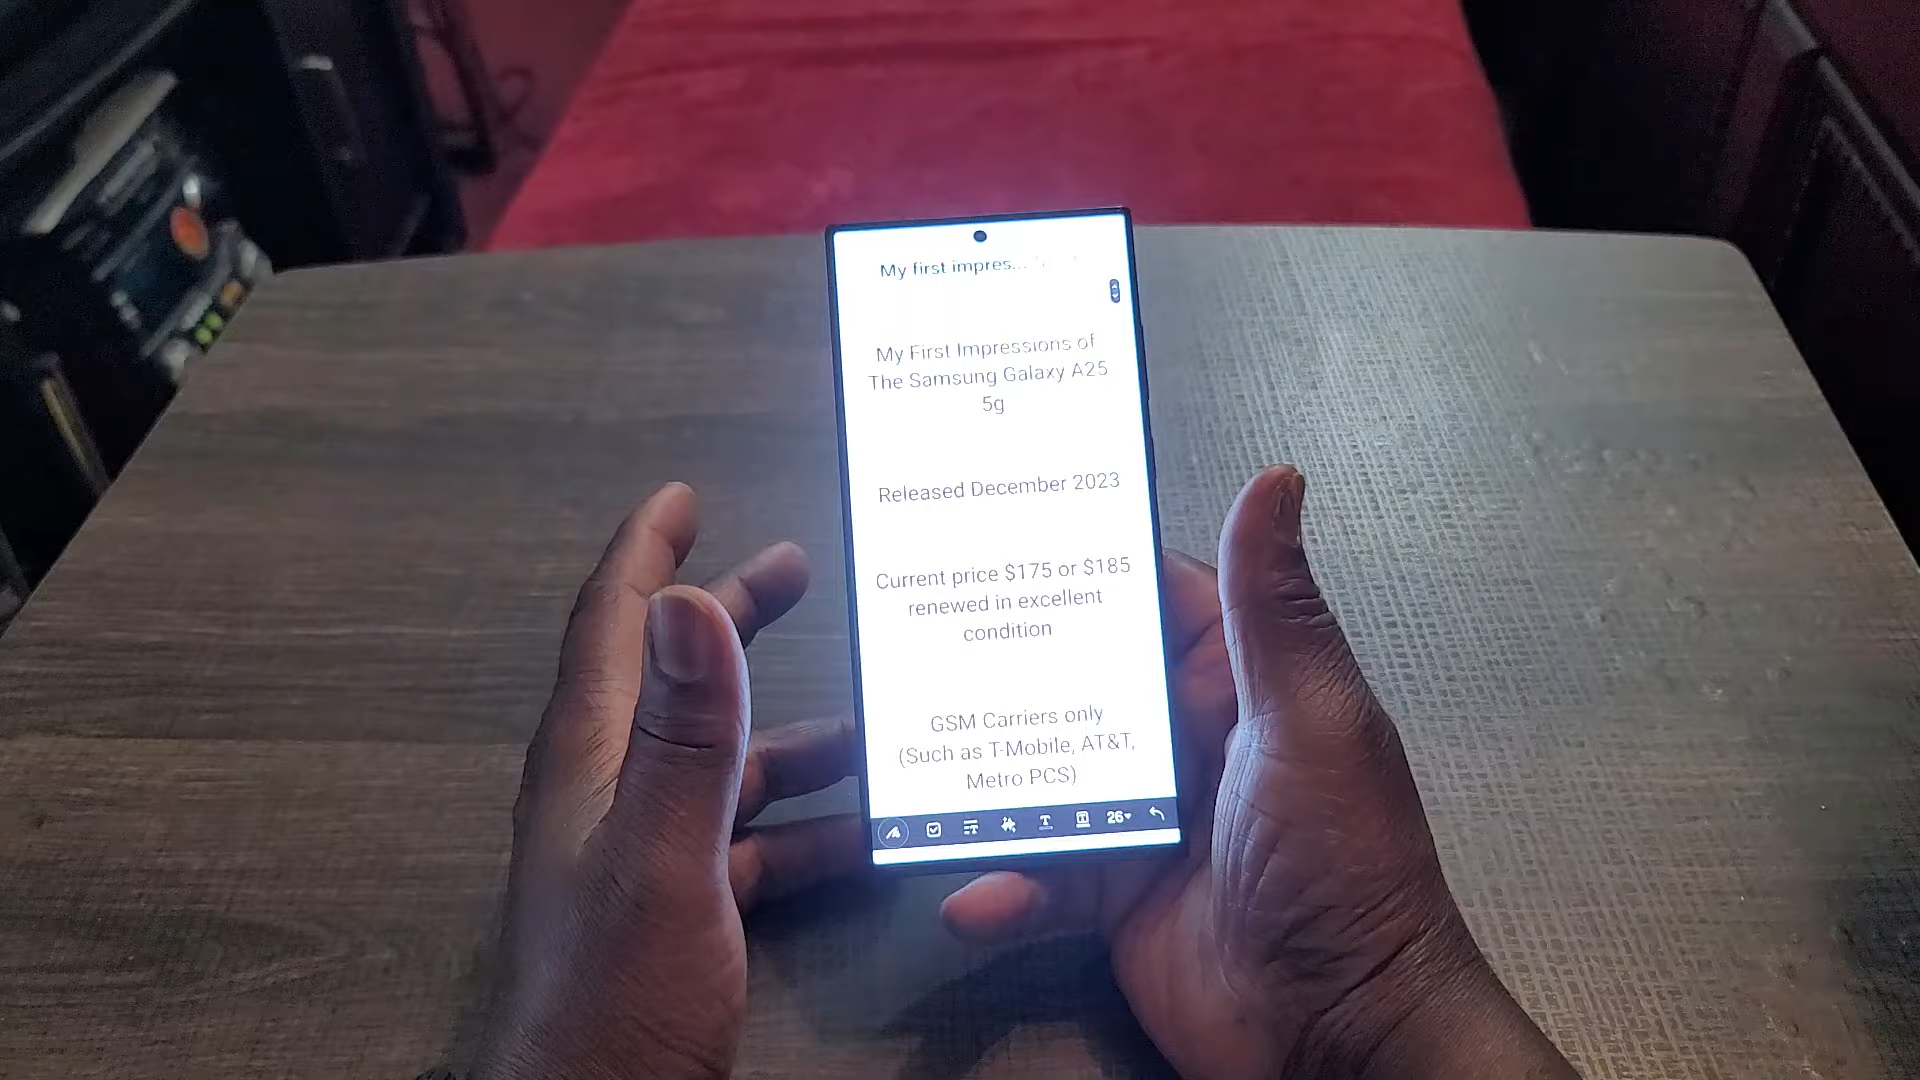 My first impres...
My First Impressions of
The Samsung Galaxy A25
5g
Released December 2023
Current price $175 or $185
renewed in excellent
condition
GSM Carriers only
(Such as T-Mobile, AT&T,
Metro PCS)
26